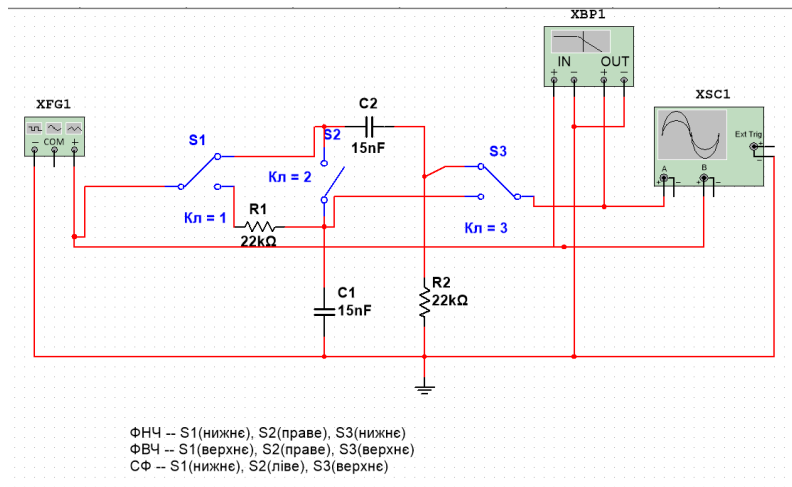 XBP1
IN OUT
+ - + -
XSC1
Ext Trig
+
-
A B
+ - + -
XFG1
- COM +
S1
S2
C2
15nF
S3
Кл = 2
Кл = 1
R1
22kΩ
Кл = 3
C1
15nF
R2
22kΩ
ФНЧ -- S1(нижнє), S2(праве), S3(нижнє)
ФВЧ -- S1(верхнє), S2(праве), S3(верхнє)
СФ -- S1(нижнє), S2(ліве), S3(верхнє)